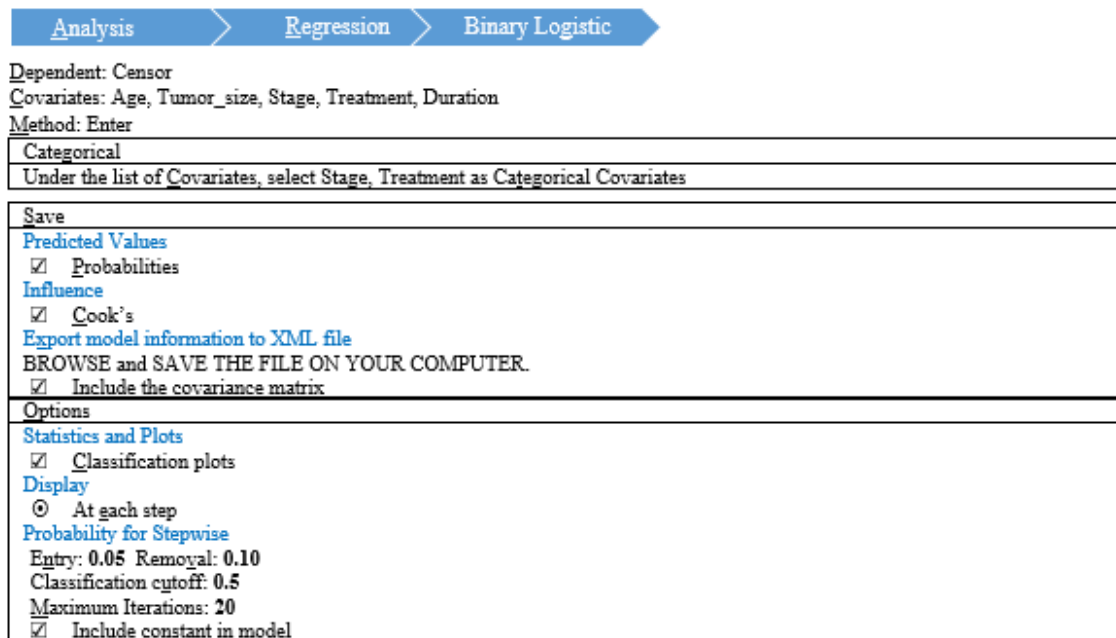 Analysis Regression Binary Logistic
Dependent: Censor
Covariates: Age, Tumor_size, Stage, Treatment, Duration
Method: Enter
Categorical
Under the list of Covariates, select Stage, Treatment as Categorical Covariates
Save
Predicted Values
☑ Probabilities
Influence
☑ Cook's
Export model information to XML file
BROWSE and SAVE THE FILE ON YOUR COMPUTER.
☑ Include the covariance matrix
Options
Statistics and Plots
☑ Classification plots
Display
⊙ At each step
Probability for Stepwise
Entry: 0.05 Removal: 0.10
Classification cutoff: 0.5
Maximum Iterations: 20
☑ Include constant in model